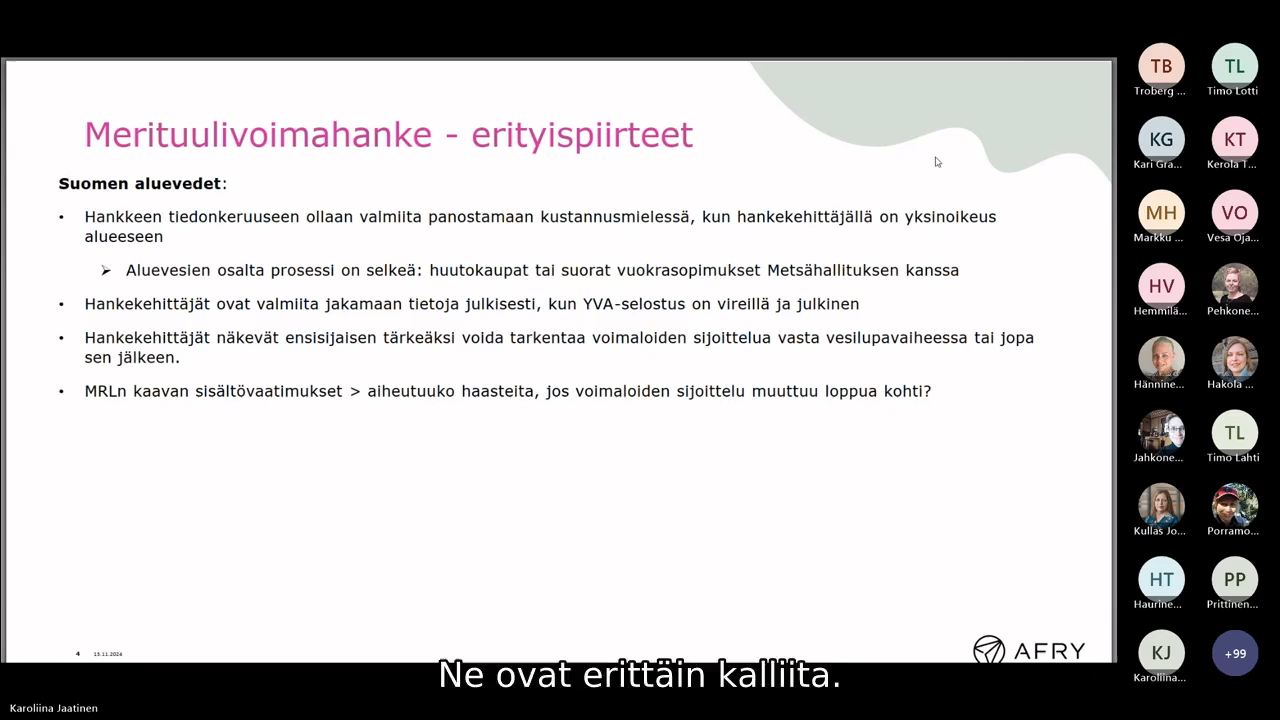 Merituulivoimahanke - erityispiirteet
Suomen aluevedet:
• Hankkeen tiedonkeruuseen ollaan valmiita panostamaan kustannusmielessä, kun hankekehittäjällä on yksinoikeus
alueeseen
➢ Aluevesien osalta prosessi on selkeä: huutokaupat tai suorat vuokrasopimukset Metsähallituksen kanssa
• Hankekehittäjät ovat valmiita jakamaan tietoja julkisesti, kun YVA-selostus on vireillä ja julkinen
• Hankekehittäjät näkevät ensisijaisen tärkeäksi voida tarkentaa voimaloiden sijoittelua vasta vesilupavaiheessa tai jopa
sen jälkeen.
• MRLn kaavan sisältövaatimukset > aiheutuuko haasteita, jos voimaloiden sijoittelu muuttuu loppua kohti?
4 13.11.2024
AFRY
Ne ovat erittäin kalliita.
Karoliina Jaatinen
TB TL
Troberg ... Timo Lotti
KG KT
Kari Gra... Kerola T...
MH VO
Markku ... Vesa Oja...
HV
Hemmilä... Pehkone...
Hännine... Hakola ...
TL
Jahkone... Timo Lahti
Kullas Jo... Porramo...
HT PP
Haurine... Prittinen...
KJ +99
Karoliina...